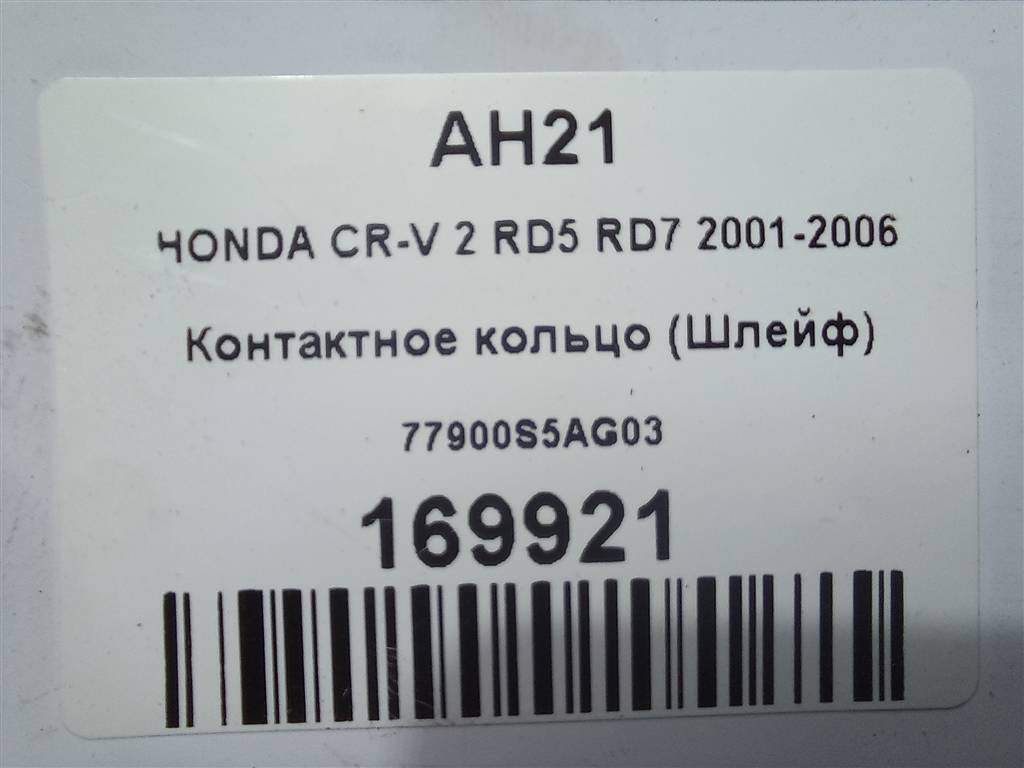 AH21
HONDA CR-V 2 RD5 RD7 2001-2006
Контактное кольцо (Шлейф)
77900S5AG03
169921